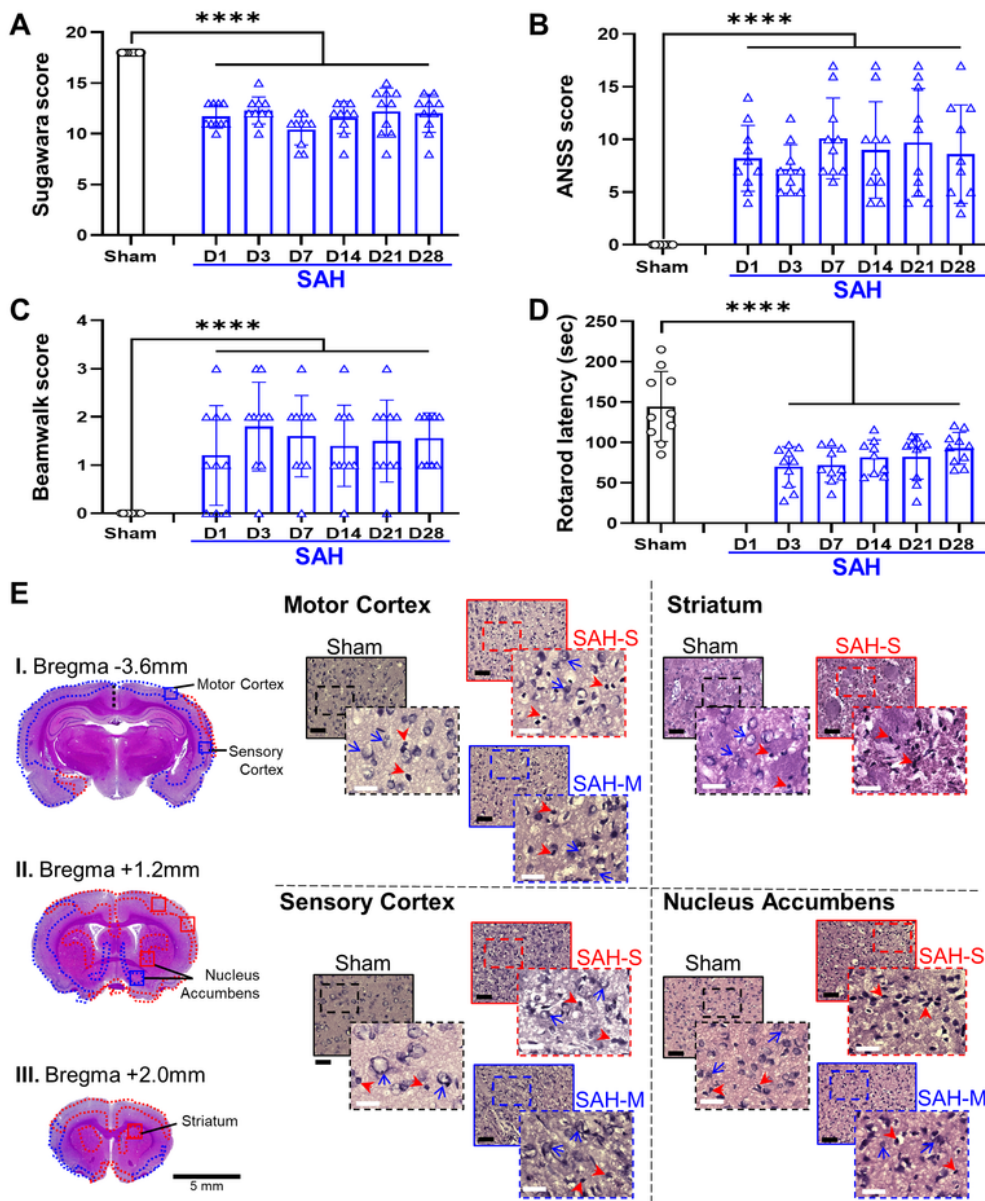 A
Sugawara score
20
15
10
5
0
****
Sham
D1 D3 D7 D14 D21 D28
SAH
B
ANSS score
20
15
10
5
0
****
Sham
D1 D3 D7 D14 D21 D28
SAH
C
Beamwalk score
4
3
2
1
0
****
Sham
D1 D3 D7 D14 D21 D28
SAH
D
Rotarod latency (sec)
250
200
150
100
50
0
****
Sham
D1 D3 D7 D14 D21 D28
SAH
E
I. Bregma -3.6mm
Motor Cortex
Sensory
Cortex
II. Bregma +1.2mm
Nucleus
Accumbens
III. Bregma +2.0mm
Striatum
5 mm
Motor Cortex
Sham
SAH-S
SAH-M
Striatum
Sham
SAH-S
Sensory Cortex
Sham
SAH-S
SAH-M
Nucleus Accumbens
Sham
SAH-S
SAH-M